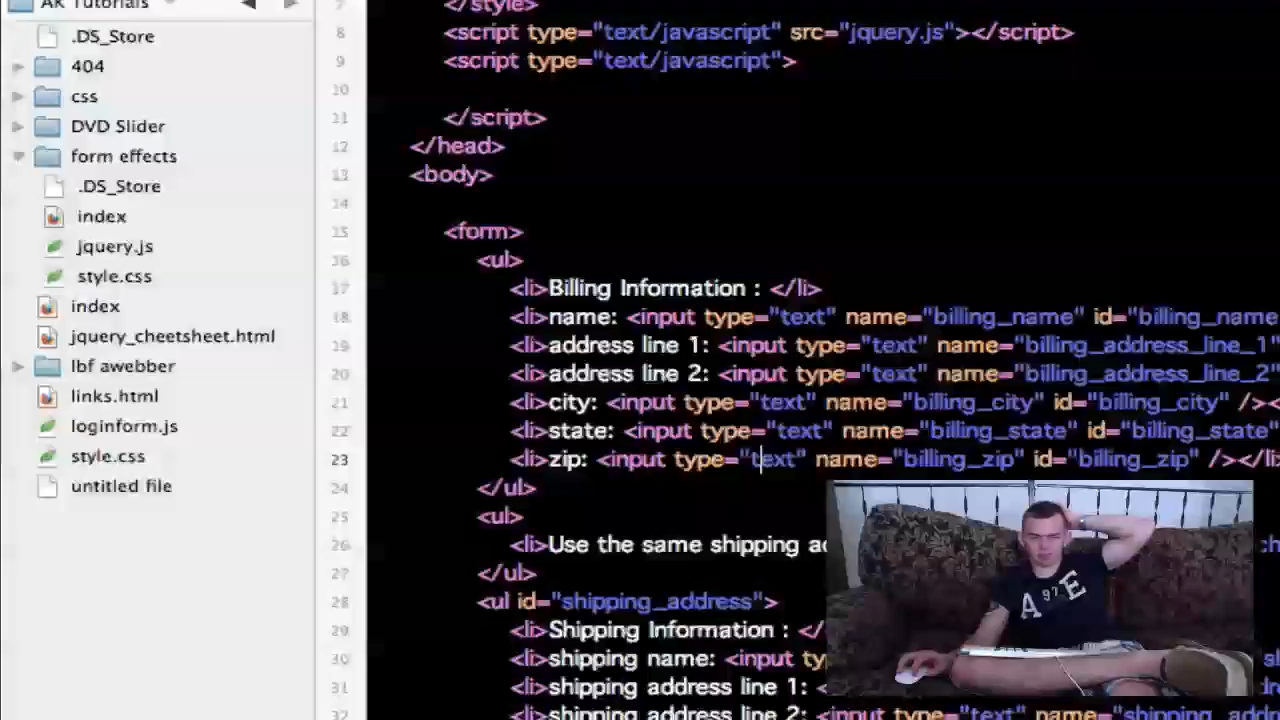 AK Tutorials
.DS_Store
404
css
DVD Slider
form effects
.DS_Store
index
jquery.js
style.css
index
jquery_cheetsheet.html
lbf awebber
links.html
loginform.js
style.css
untitled file
7 </style>
8 <script type="text/javascript" src="jquery.js"></script>
9 <script type="text/javascript">
10
11 </script>
12 </head>
13 <body>
14
15 <form>
16 <ul>
17 <li>Billing Information : </li>
18 <li>name: <input type="text" name="billing_name" id="billing_name
19 <li>address line 1: <input type="text" name="billing_address_line_1"
20 <li>address line 2: <input type="text" name="billing_address_line_2"
21 <li>city: <input type="text" name="billing_city" id="billing_city" /><
22 <li>state: <input type="text" name="billing_state" id="billing_state"
23 <li>zip: <input type="text" name="billing_zip" id="billing_zip" /></li
24 </ul>
25 <ul>
26 <li>Use the same shipping
27 </ul>
28 <ul id="shipping_address">
29 <li>Shipping Information : </
30 <li>shipping name: <input ty
31 <li>shipping address line 1: <
32 <li>shipping address line 2: <input type="text" name="shipping_addr
A 97 E